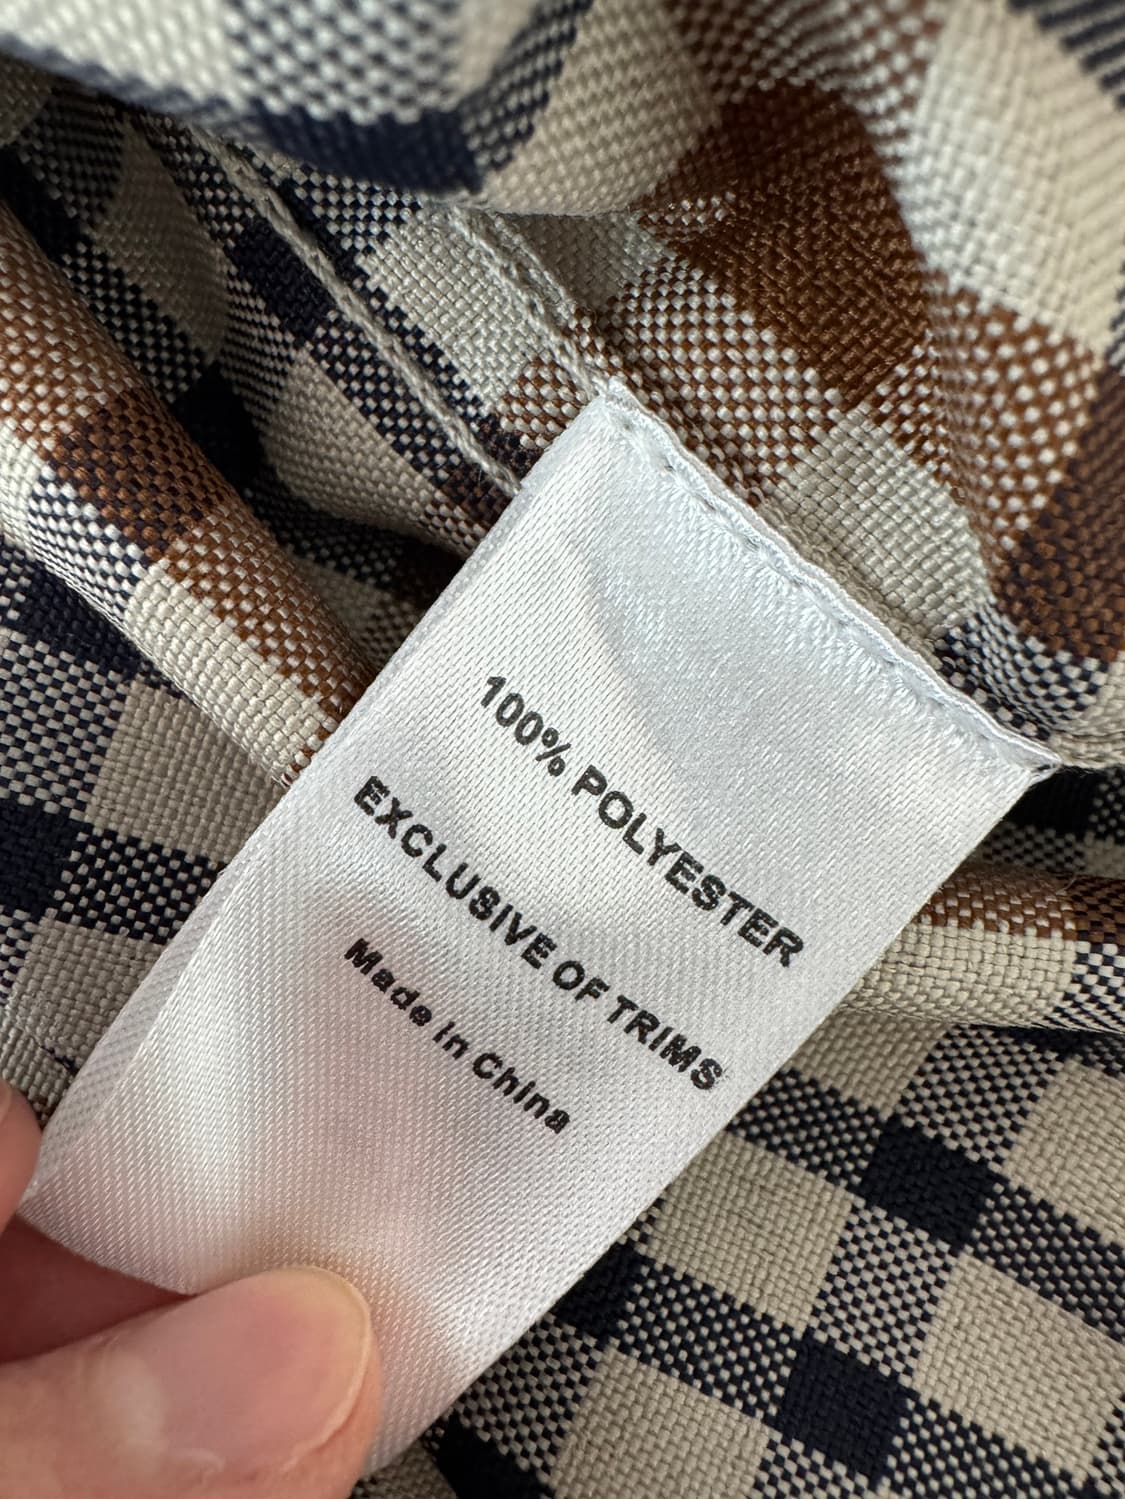 100% POLYESTER
EXCLUSIVE OF TRIMS
Made in China